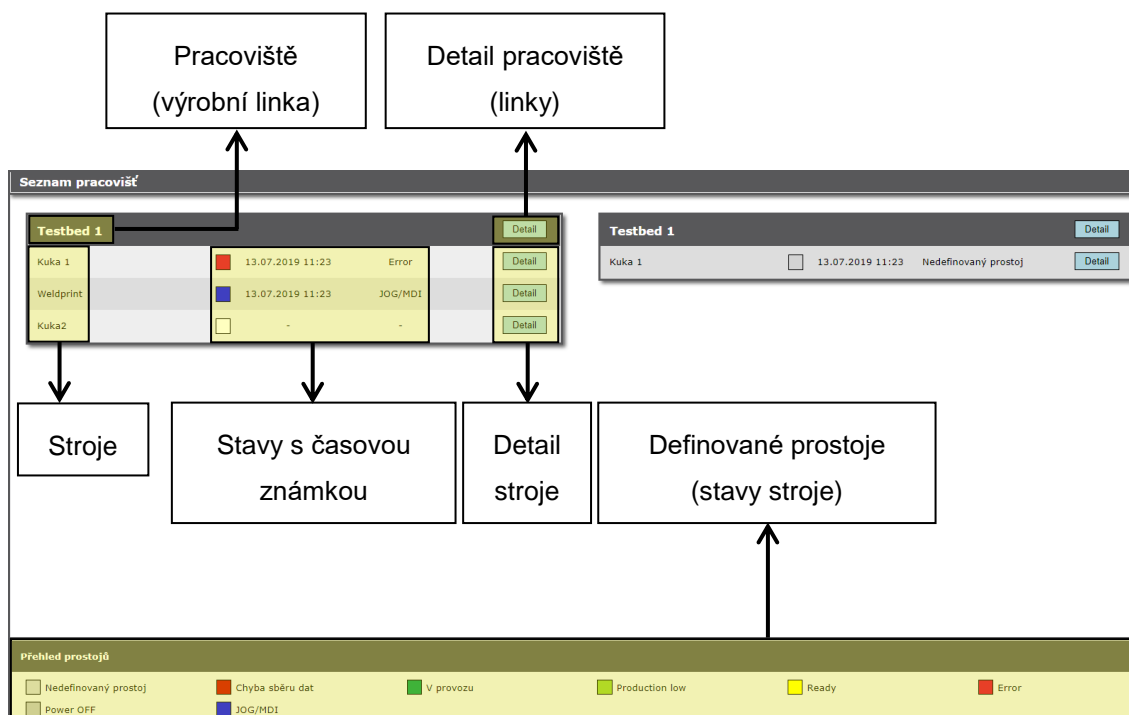 Pracoviště
(výrobní linka)
Detail pracoviště
(linky)
Seznam pracovišť
Testbed 1 Detail
Kuka 1 13.07.2019 11:23 Error Detail
Weldprint 13.07.2019 11:23 JOG/MDI Detail
Kuka2 - - Detail
Testbed 1 Detail
Kuka 1 13.07.2019 11:23 Nedefinovaný prostoj Detail
Stroje
Stavy s časovou
známkou
Detail
stroje
Definované prostoje
(stavy stroje)
Přehled prostojů
Nedefinovaný prostoj Chyba sběru dat V provozu Production low Ready Error
Power OFF JOG/MDI